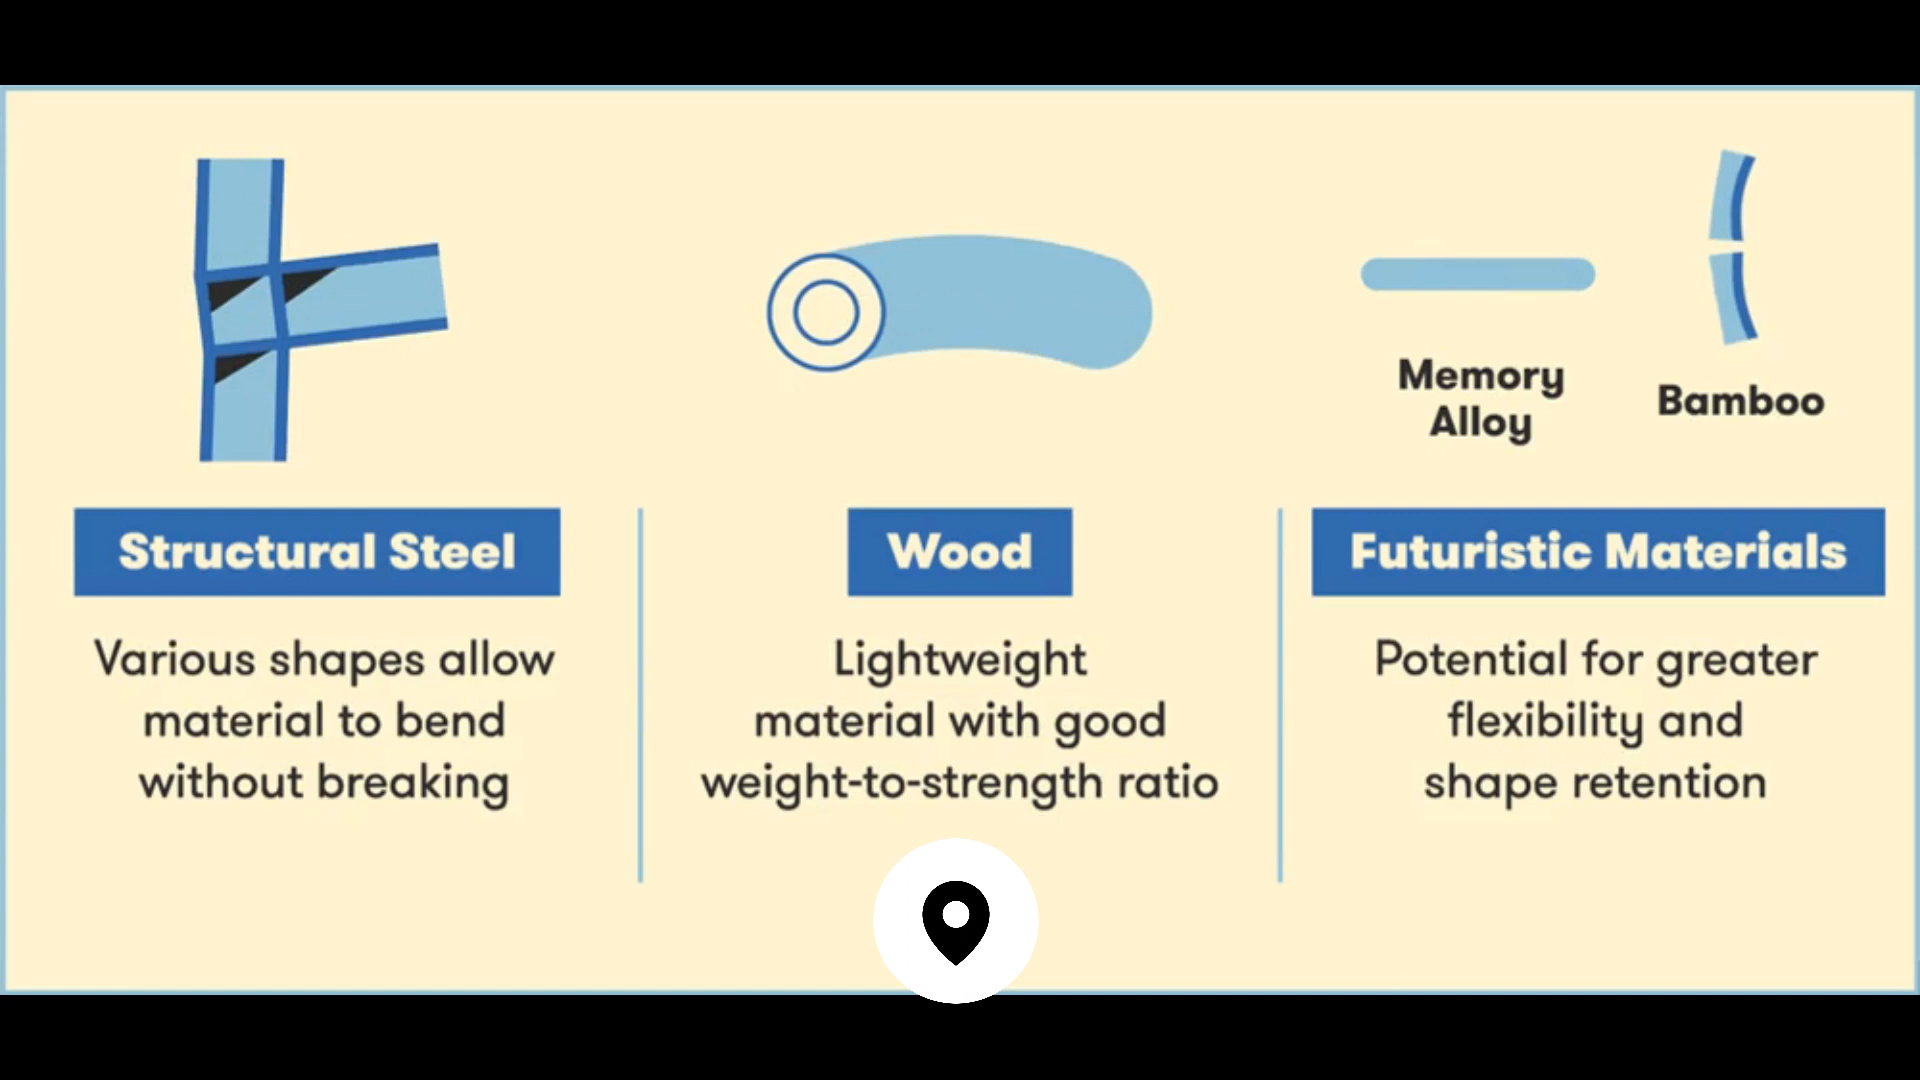 Memory
Alloy
Bamboo
Structural Steel
Various shapes allow
material to bend
without breaking
Wood
Lightweight
material with good
weight-to-strength ratio
Futuristic Materials
Potential for greater
flexibility and
shape retention